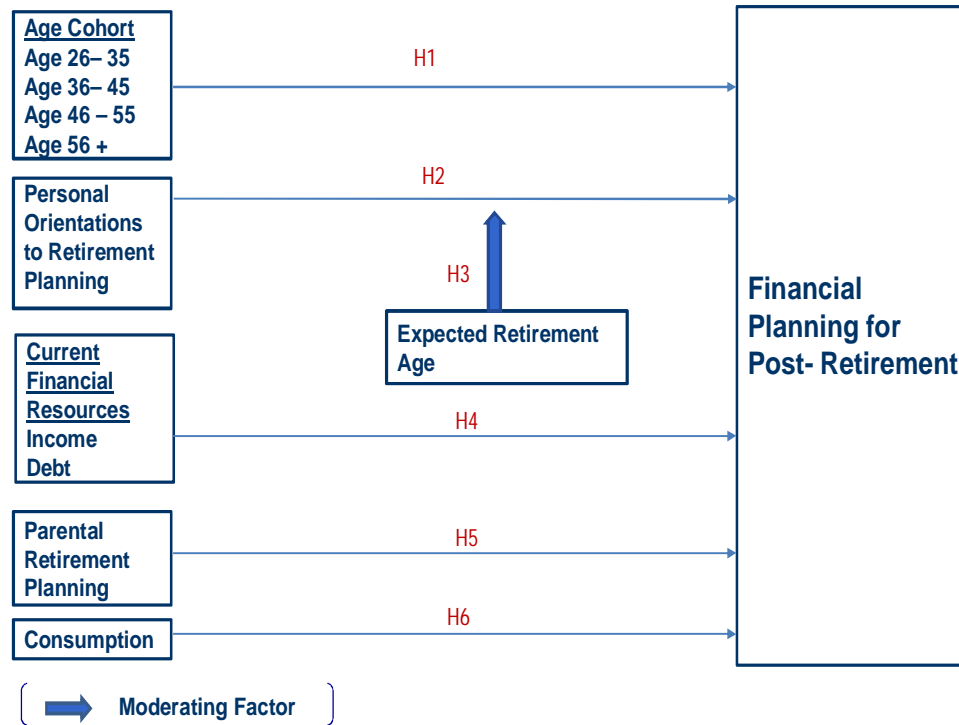 Age Cohort
Age 26– 35
Age 36– 45
Age 46 – 55
Age 56 +
H1
Personal
Orientations
to Retirement
Planning
H2
H3
Expected Retirement
Age
Current
Financial
Resources
Income
Debt
H4
Parental
Retirement
Planning
H5
Consumption
H6
Financial
Planning for
Post- Retirement
Moderating Factor